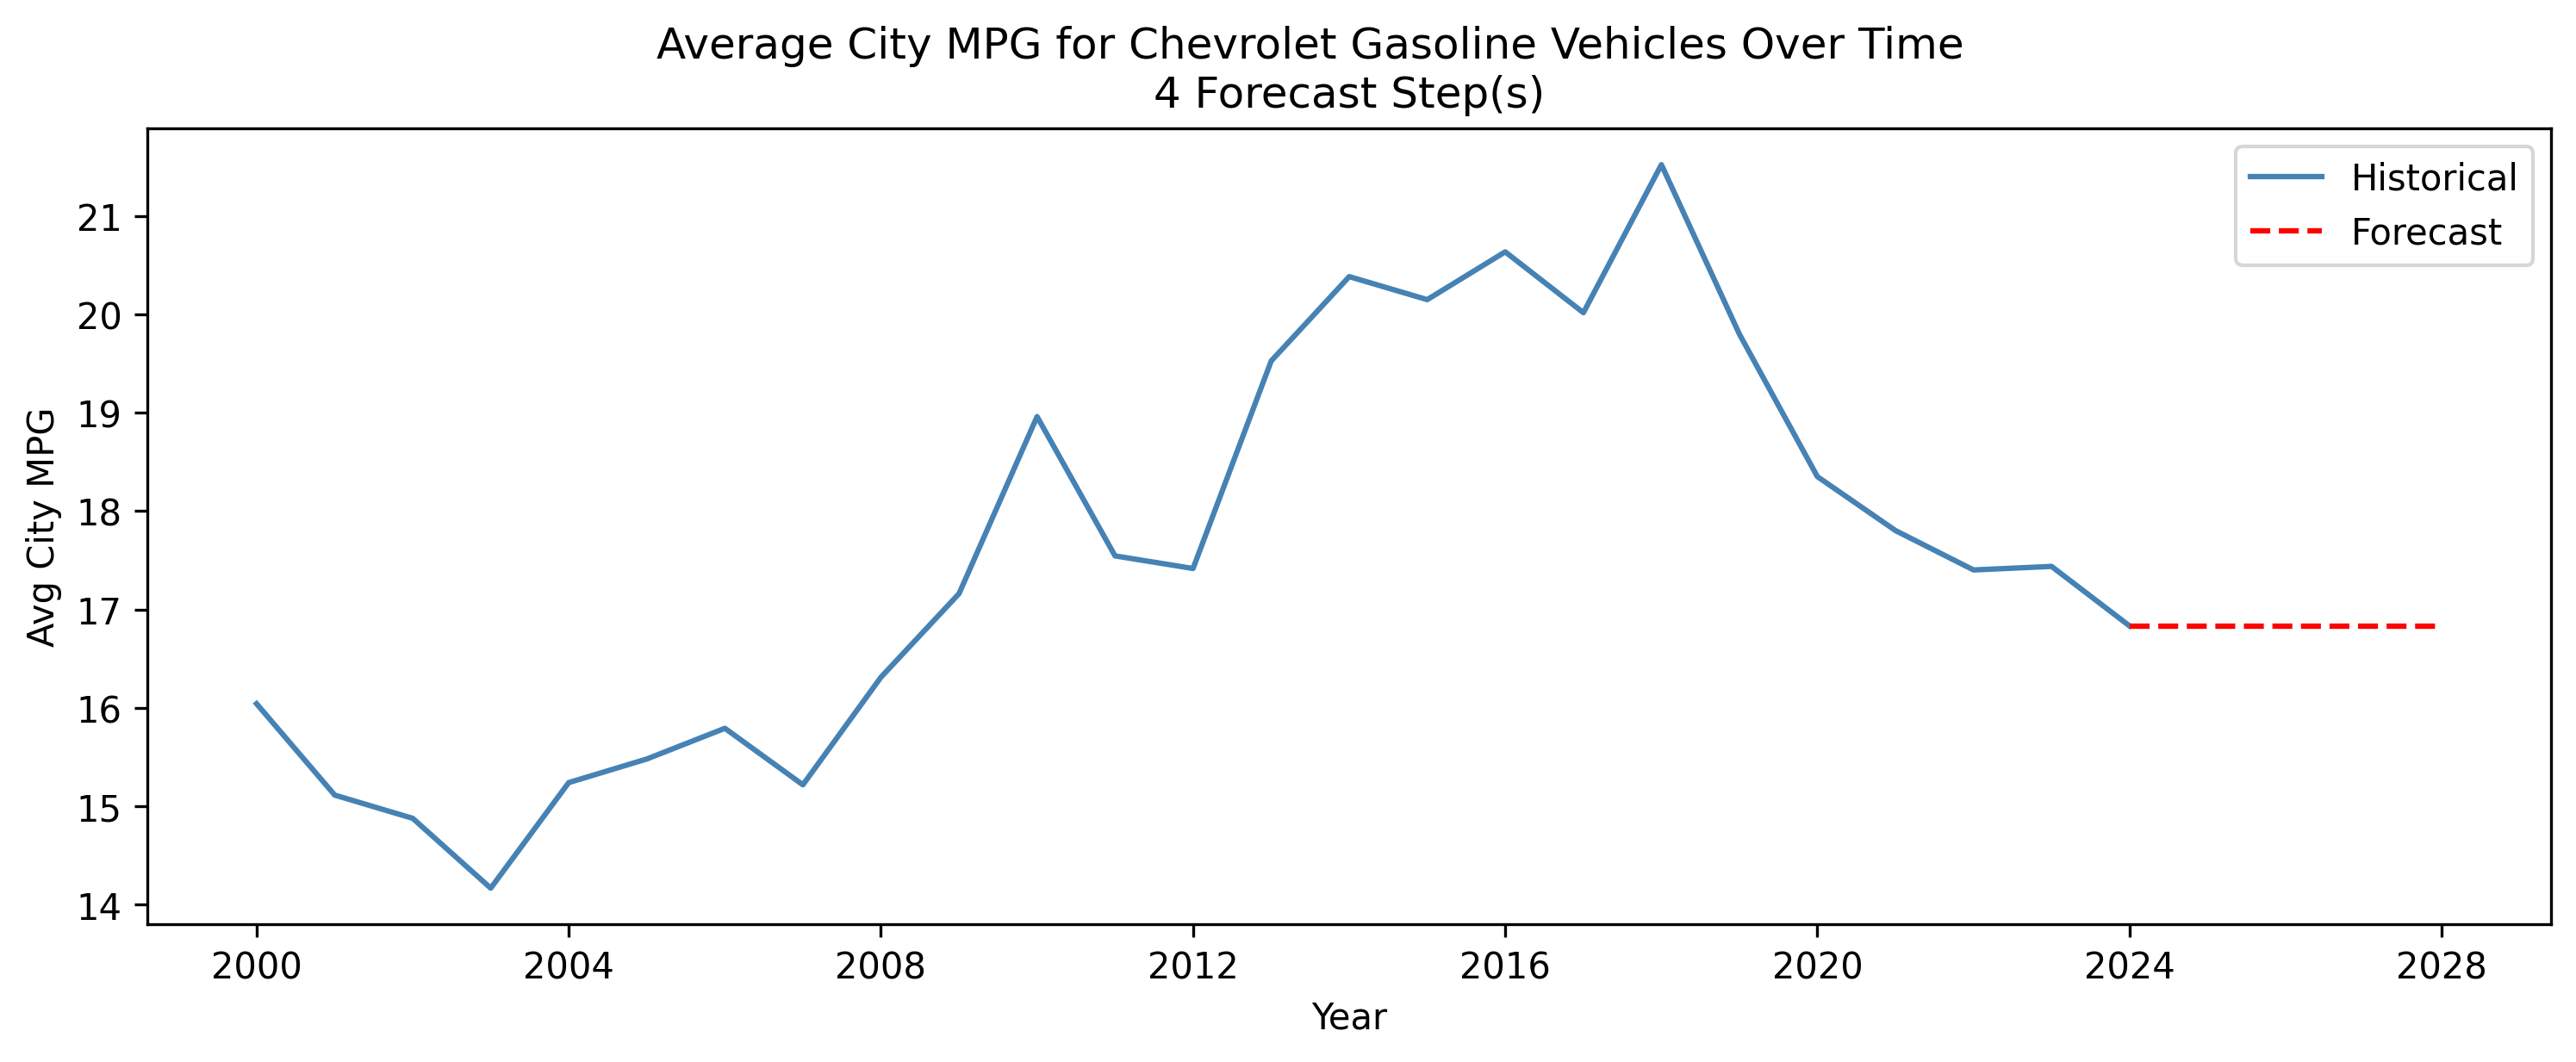 Average City MPG for Chevrolet Gasoline Vehicles Over Time
4 Forecast Step(s)
Historical
Forecast
Avg City MPG
21
20
19
18
17
16
15
14
2000 2004 2008 2012 2016 2020 2024 2028
Year